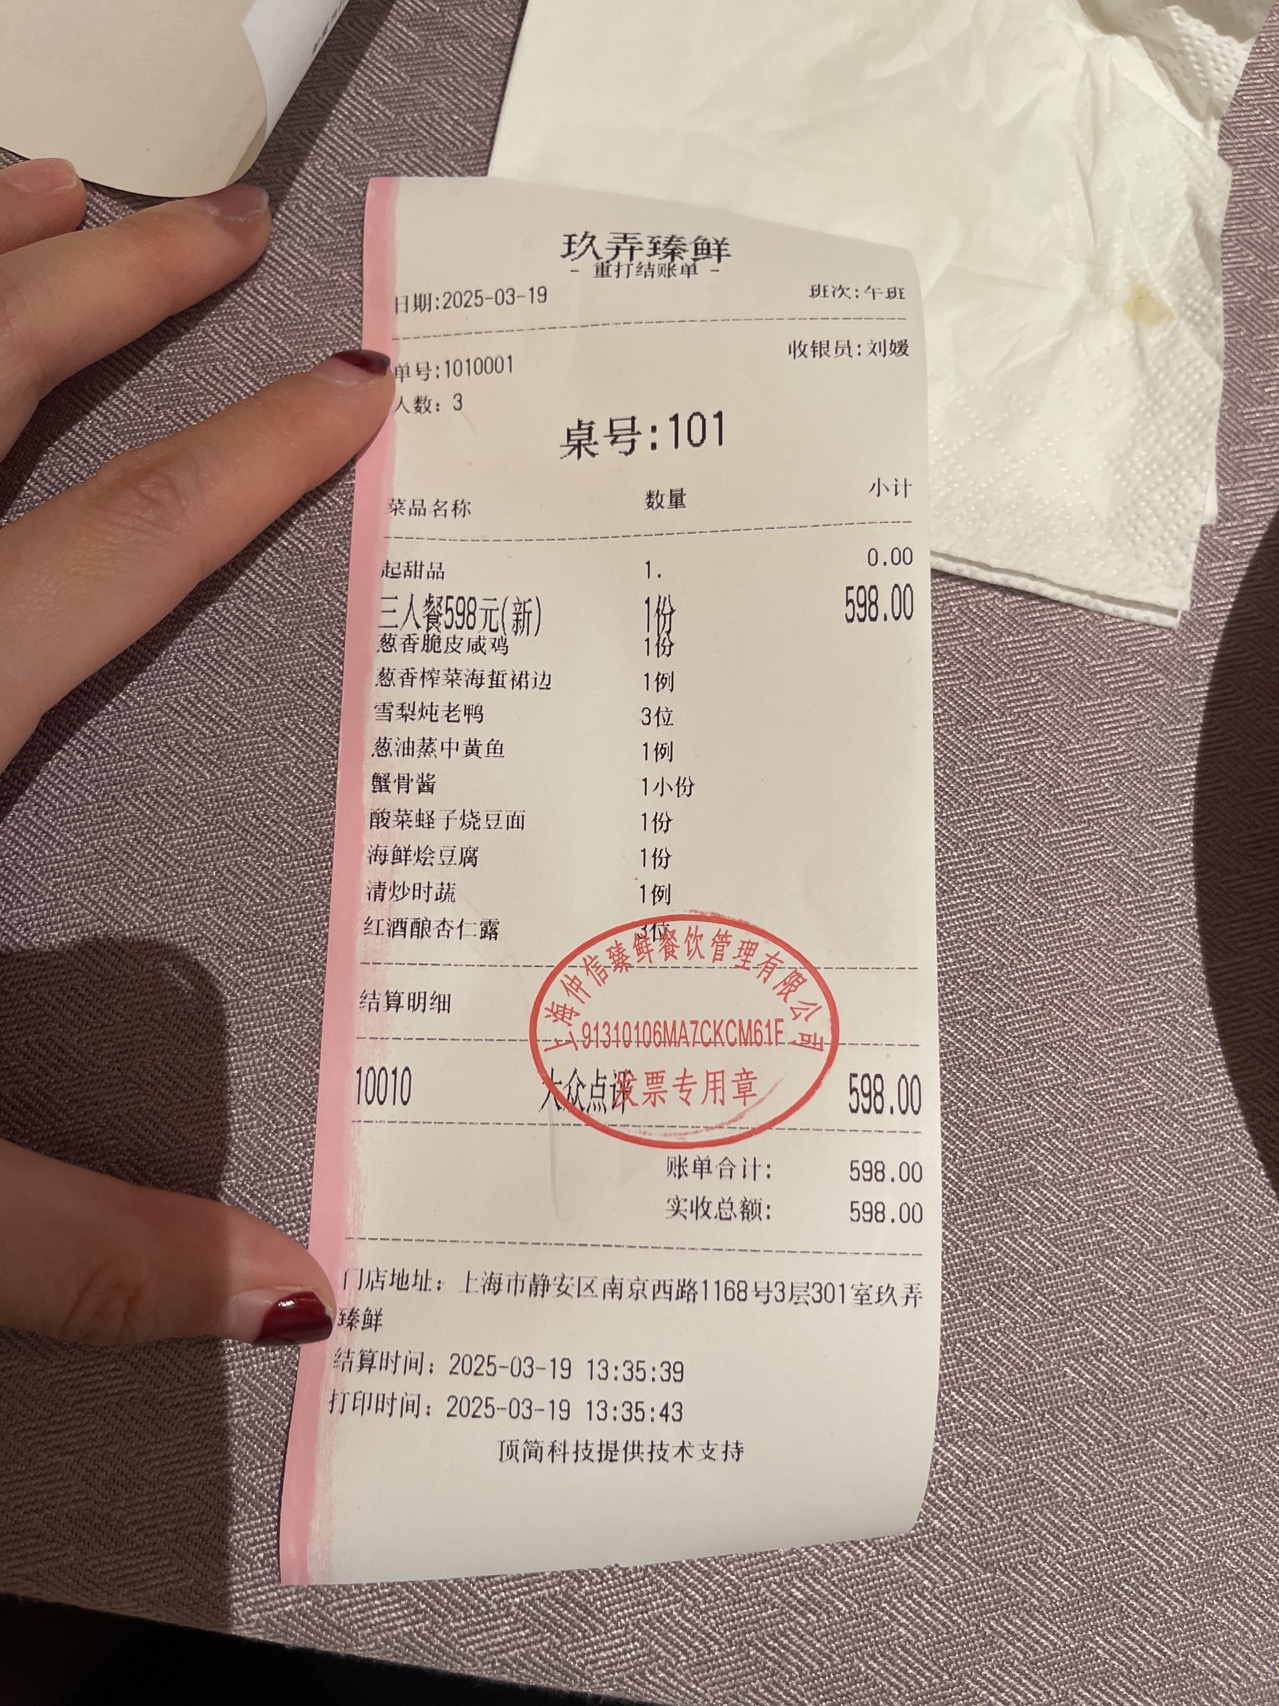 玖弄臻鲜
- 重打结账单 -
日期:2025-03-19 班次:午班
单号:1010001 收银员:刘媛
人数: 3
桌号:101
菜品名称 数量 小计
起甜品 1. 0.00
三人餐598元(新) 1份 598.00
葱香脆皮咸鸡 1份
葱香榨菜海蜇裙边 1例
雪梨炖老鸭 3位
葱油蒸中黄鱼 1例
蟹骨酱 1小份
酸菜蛏子烧豆面 1份
海鲜烩豆腐 1份
清炒时蔬 1例
红酒酿杏仁露 3位
上海仲信臻鲜餐饮管理有限公司
结算明细
91310106MA7CKCM61F
发票专用章
10010 大众点评 598.00
账单合计: 598.00
实收总额: 598.00
门店地址: 上海市静安区南京西路1168号3层301室玖弄
臻鲜
结算时间: 2025-03-19 13:35:39
打印时间: 2025-03-19 13:35:43
顶简科技提供技术支持